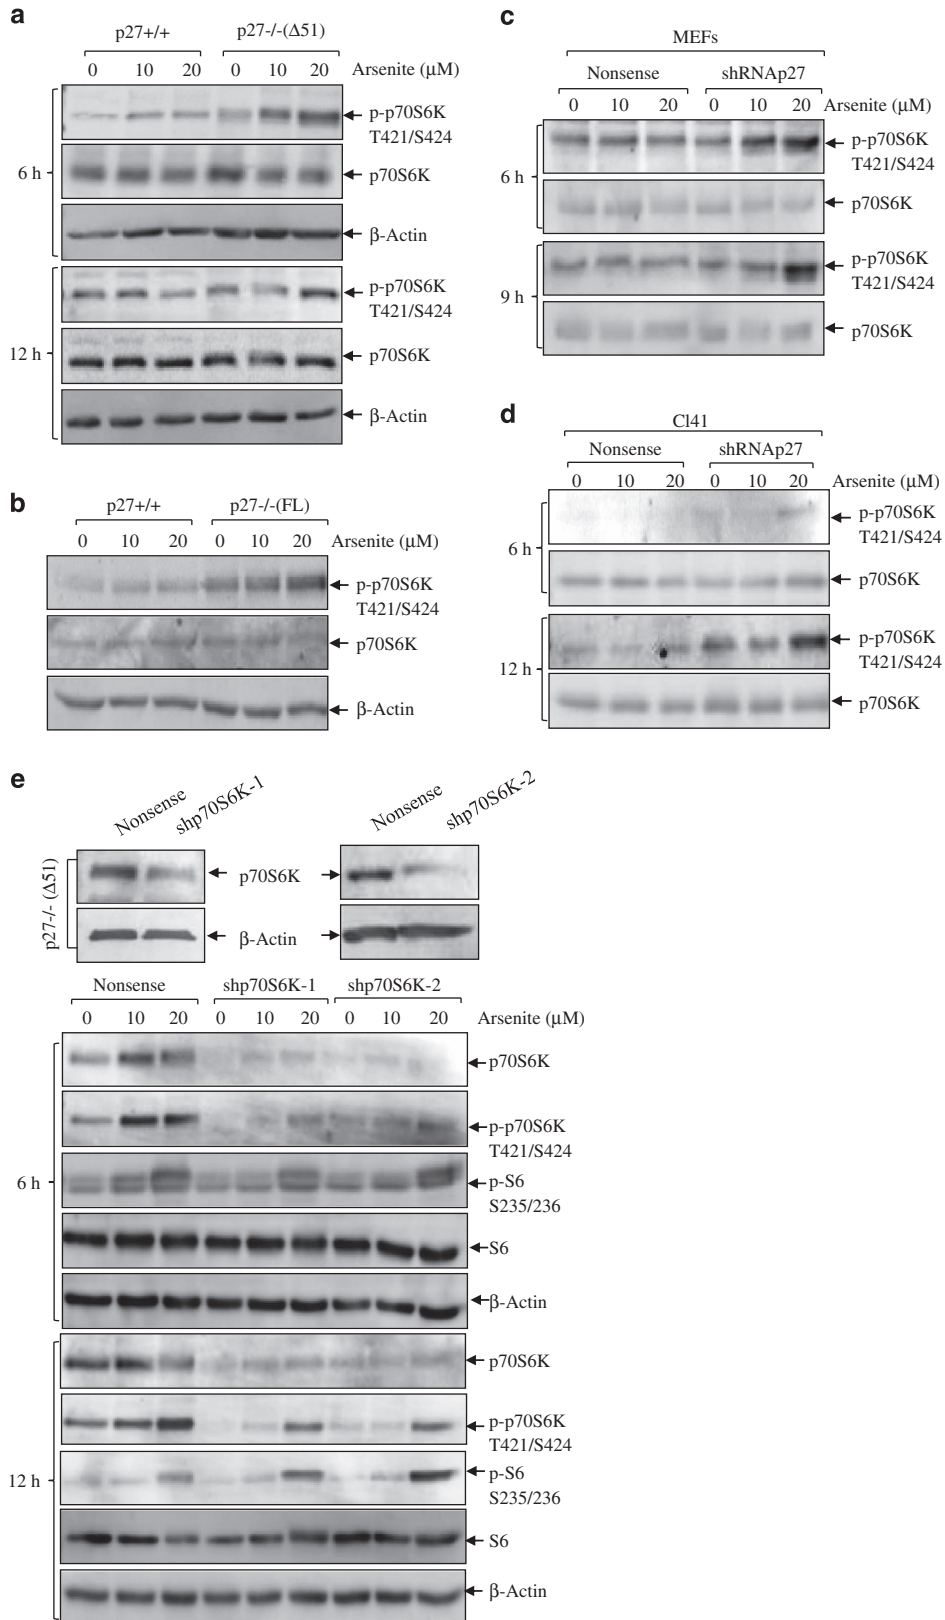 a
p27+/+ p27-/-(Δ51)
0 10 20 0 10 20 Arsenite (μM)
6 h
p-p70S6K
T421/S424
p70S6K
β-Actin
12 h
p-p70S6K
T421/S424
p70S6K
β-Actin
b
p27+/+ p27-/-(FL)
0 10 20 0 10 20 Arsenite (μM)
p-p70S6K
T421/S424
p70S6K
β-Actin
c
MEFs
Nonsense shRNAp27
0 10 20 0 10 20 Arsenite (μM)
6 h
p-p70S6K
T421/S424
p70S6K
9 h
p-p70S6K
T421/S424
p70S6K
d
Cl41
Nonsense shRNAp27
0 10 20 0 10 20 Arsenite (μM)
6 h
p-p70S6K
T421/S424
p70S6K
12 h
p-p70S6K
T421/S424
p70S6K
e
Nonsense shp70S6K-1 Nonsense shp70S6K-2
p27-/- (Δ51)
p70S6K
β-Actin
Nonsense shp70S6K-1 shp70S6K-2
0 10 20 0 10 20 0 10 20 Arsenite (μM)
6 h
p70S6K
p-p70S6K
T421/S424
p-S6
S235/236
S6
β-Actin
12 h
p70S6K
p-p70S6K
T421/S424
p-S6
S235/236
S6
β-Actin